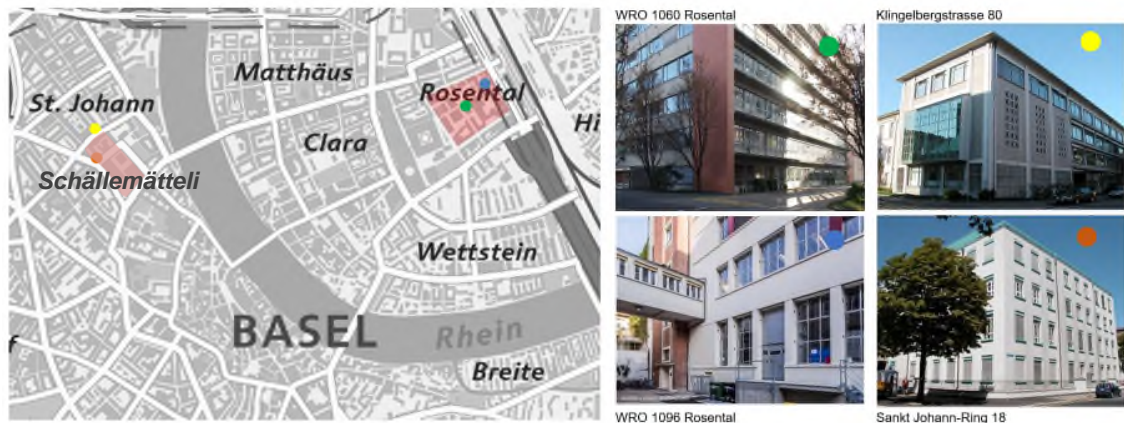 Matthäus
St. Johann
Rosental
Hi
Clara
Schällemätteli
Wettstein
BASEL
Rhein
Breite
f
WRO 1060 Rosental
Klingelbergstrasse 80
WRO 1096 Rosental
Sankt Johann-Ring 18